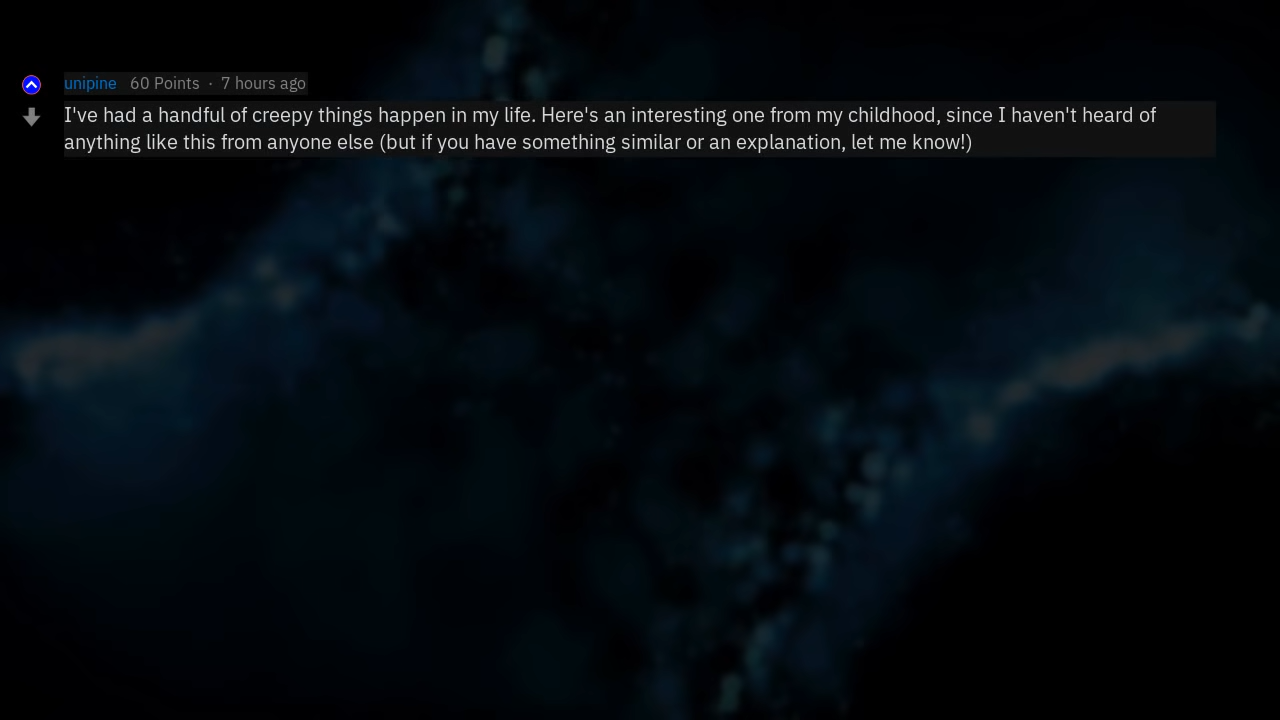 unipine 60 Points · 7 hours ago
I've had a handful of creepy things happen in my life. Here's an interesting one from my childhood, since I haven't heard of
anything like this from anyone else (but if you have something similar or an explanation, let me know!)